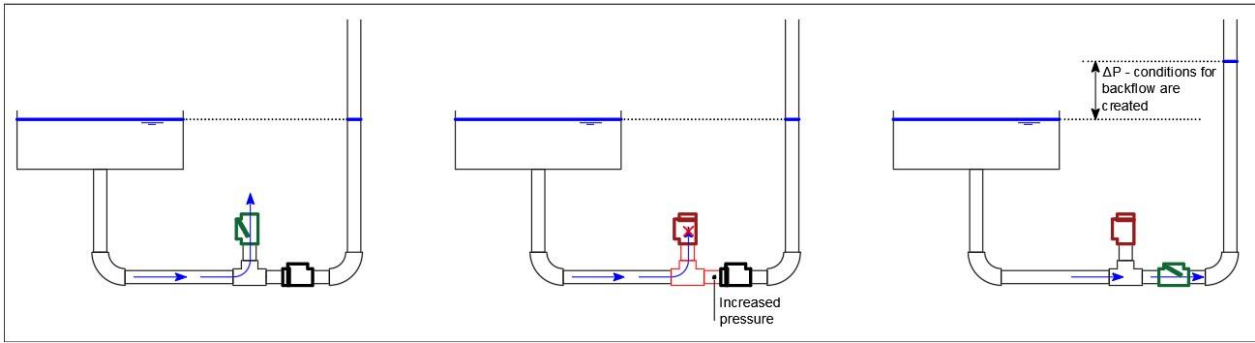 Increased
pressure
ΔP - conditions for
backflow are
created